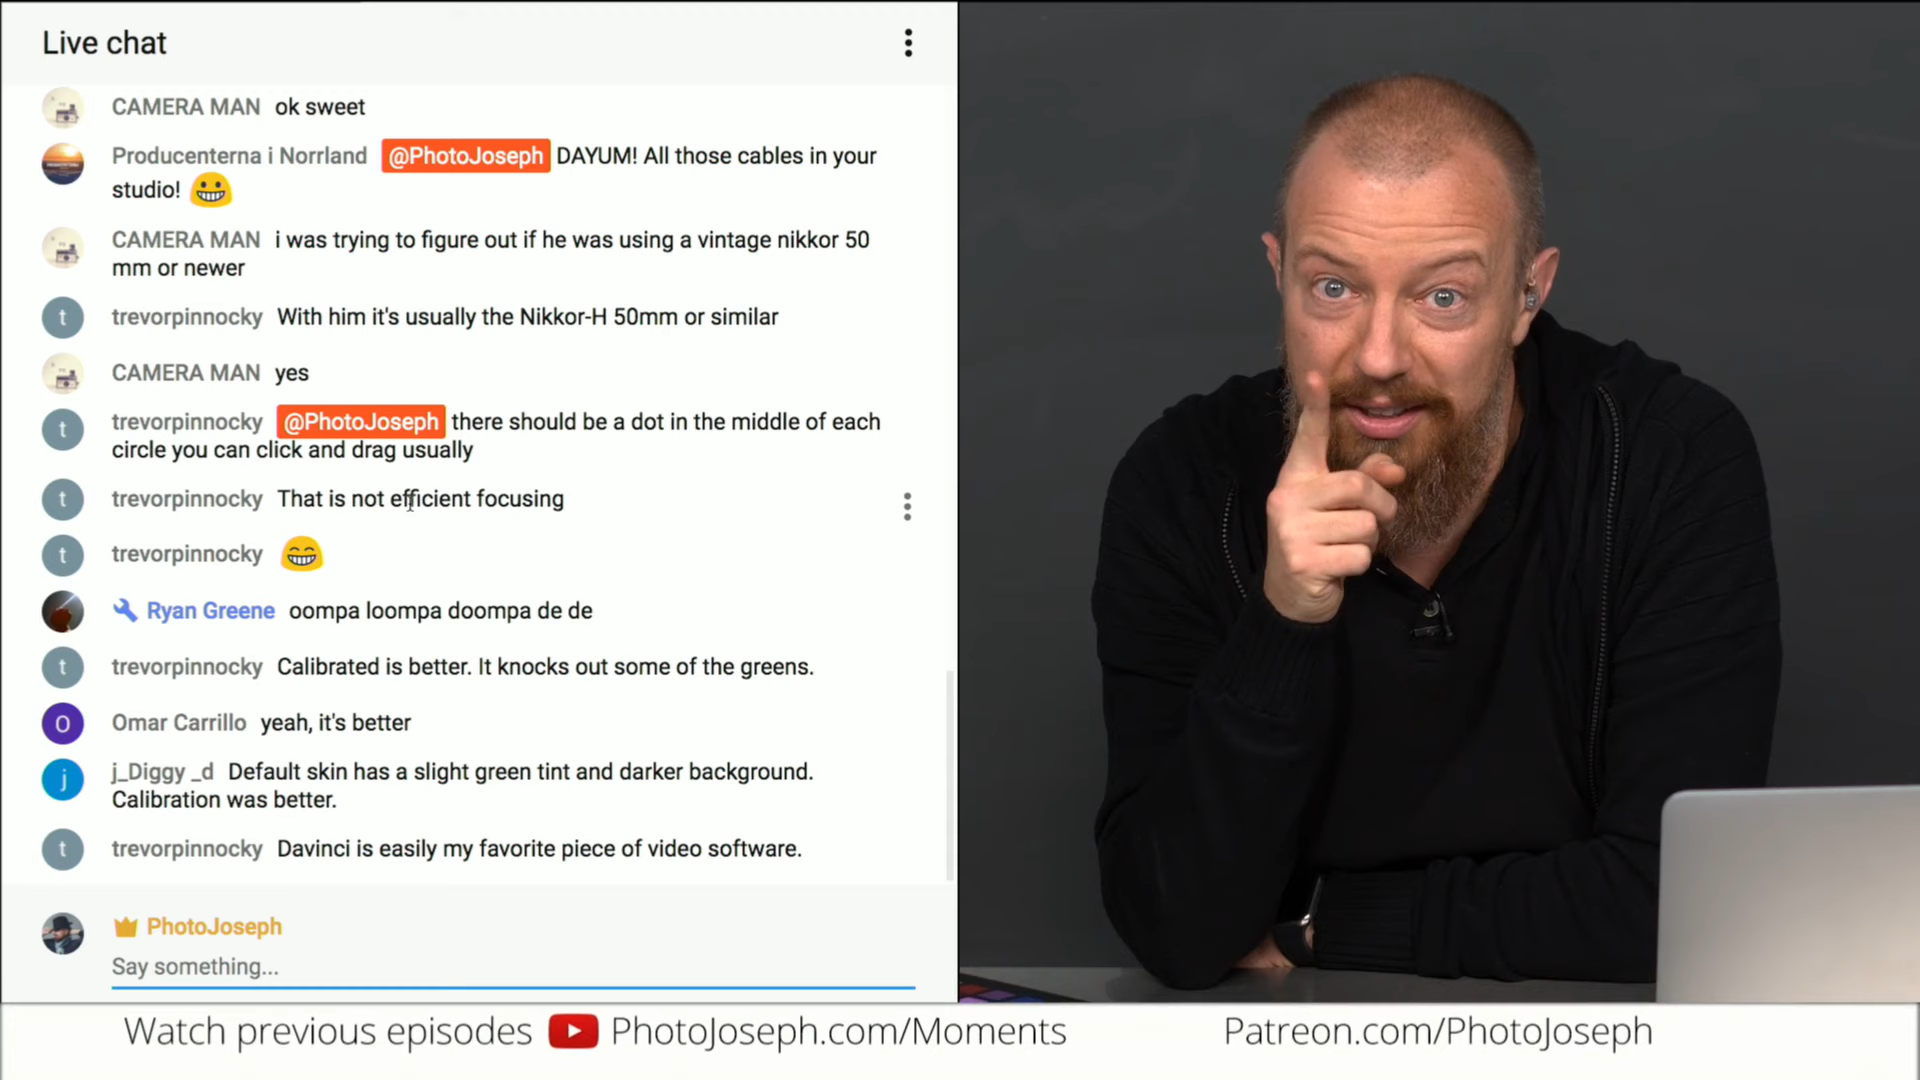 Live chat
CAMERA MAN ok sweet
Producenterna i Norrland @PhotoJoseph DAYUM! All those cables in your
studio!
CAMERA MAN i was trying to figure out if he was using a vintage nikkor 50
mm or newer
t trevorpinnocky With him it's usually the Nikkor-H 50mm or similar
CAMERA MAN yes
t trevorpinnocky @PhotoJoseph there should be a dot in the middle of each
circle you can click and drag usually
t trevorpinnocky That is not efficient focusing
t trevorpinnocky
Ryan Greene oompa loompa doompa de de
t trevorpinnocky Calibrated is better. It knocks out some of the greens.
O Omar Carrillo yeah, it's better
j j_Diggy _d Default skin has a slight green tint and darker background.
Calibration was better.
t trevorpinnocky Davinci is easily my favorite piece of video software.
PhotoJoseph
Say something...
Watch previous episodes PhotoJoseph.com/Moments
Patreon.com/PhotoJoseph